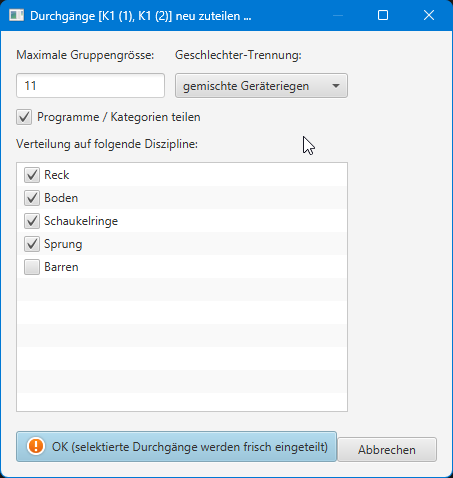 Durchgänge [K1 (1), K1 (2)] neu zuteilen ...
Maximale Gruppengrösse: Geschlechter-Trennung:
11 gemischte Geräteriegen
Programme / Kategorien teilen
Verteilung auf folgende Diszipline:
Reck
Boden
Schaukelringe
Sprung
Barren
OK (selektierte Durchgänge werden frisch eingeteilt) Abbrechen